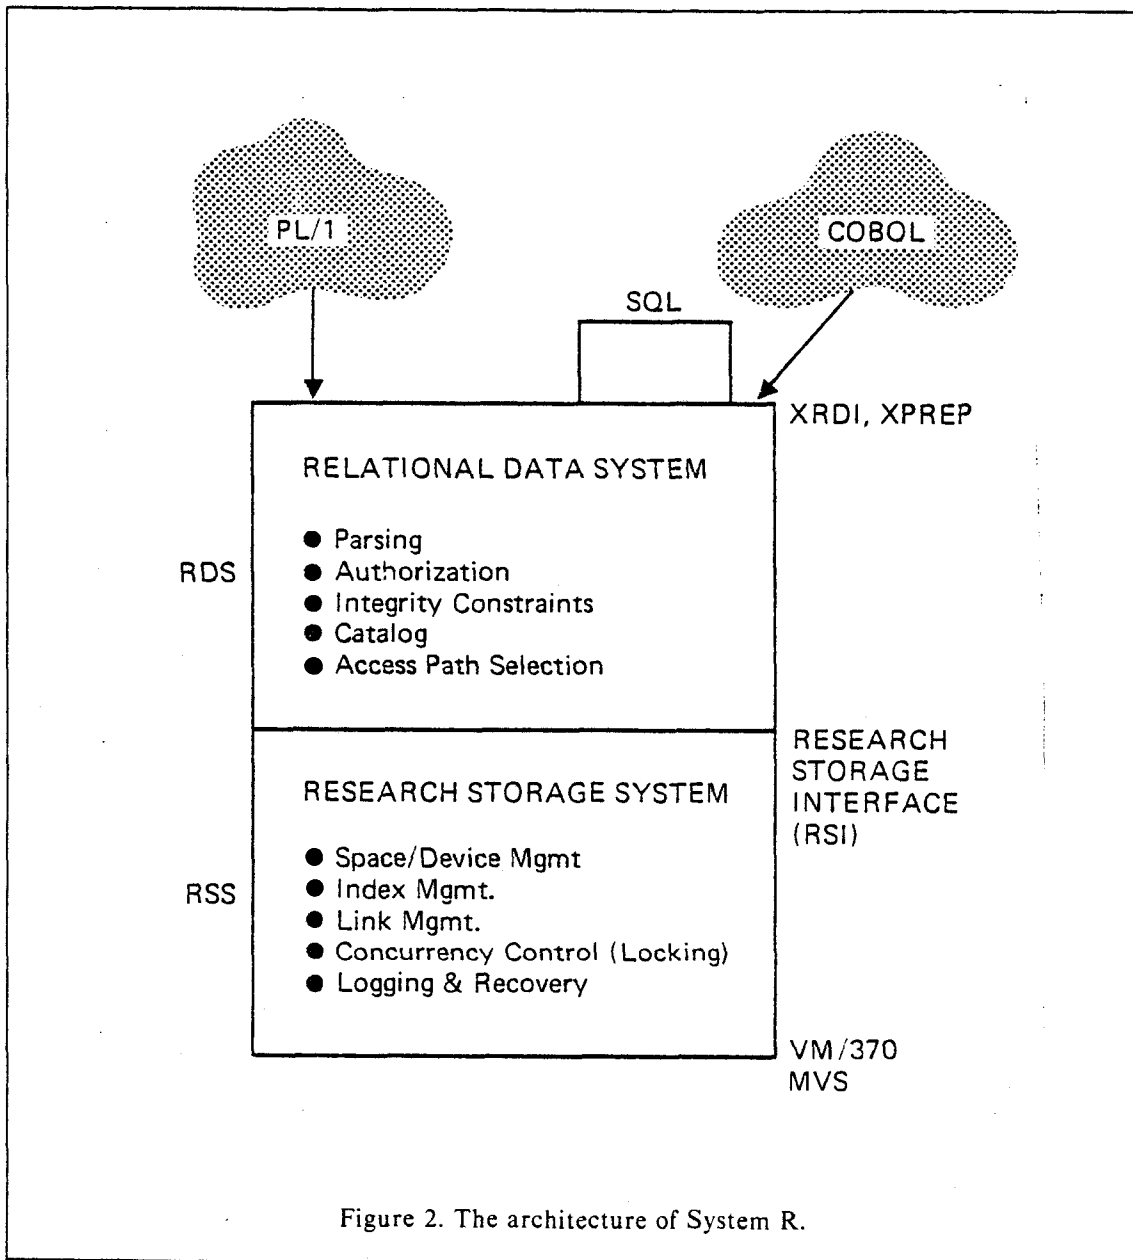 PL/1
COBOL
SQL
XRDI, XPREP
RELATIONAL DATA SYSTEM
● Parsing
● Authorization
● Integrity Constraints
● Catalog
● Access Path Selection
RDS
RESEARCH
STORAGE
INTERFACE
(RSI)
RESEARCH STORAGE SYSTEM
● Space/Device Mgmt
● Index Mgmt.
● Link Mgmt.
● Concurrency Control (Locking)
● Logging & Recovery
RSS
VM/370
MVS
Figure 2. The architecture of System R.